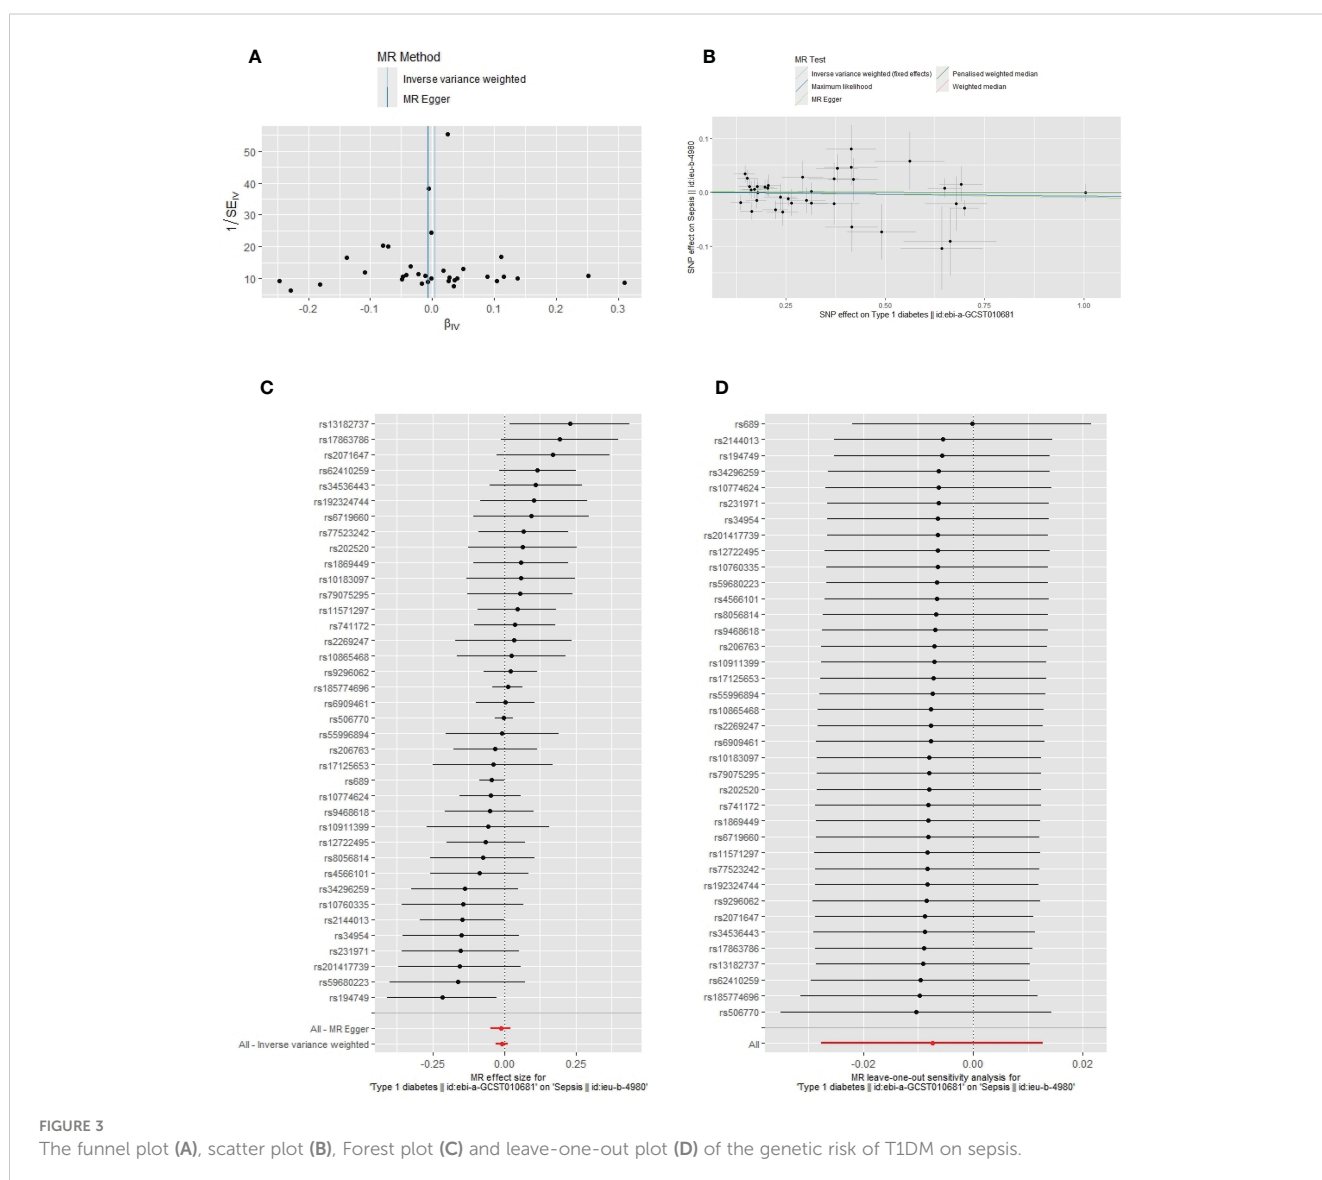 A
MR Method
Inverse variance weighted
MR Egger
50
40
30
20
10
1/SE_IV
-0.2
-0.1
0.0
0.1
0.2
0.3
β_IV
B
MR Test
Inverse variance weighted (fixed effects)
Penalised weighted median
Maximum likelihood
Weighted median
MR Egger
0.1
0.0
-0.1
SNP effect on Sepsis || id:ieu-b-4980
0.25
0.50
0.75
1.00
SNP effect on Type 1 diabetes || id:ebi-a-GCST010681
C
rs13182737
rs17863786
rs2071647
rs62410259
rs34536443
rs192324744
rs6719660
rs77523242
rs202520
rs1869449
rs10183097
rs79075295
rs11571297
rs741172
rs2269247
rs10865468
rs9296062
rs185774696
rs6909461
rs506770
rs55996894
rs206763
rs17125653
rs689
rs10774624
rs9468618
rs10911399
rs12722495
rs8056814
rs4566101
rs34296259
rs10760335
rs2144013
rs34954
rs231971
rs201417739
rs59680223
rs194749
All - MR Egger
All - Inverse variance weighted
-0.25
0.00
0.25
MR effect size for
'Type 1 diabetes || id:ebi-a-GCST010681' on 'Sepsis || id:ieu-b-4980'
D
rs689
rs2144013
rs194749
rs34296259
rs10774624
rs231971
rs34954
rs201417739
rs12722495
rs10760335
rs59680223
rs4566101
rs8056814
rs9468618
rs206763
rs10911399
rs17125653
rs55996894
rs10865468
rs2269247
rs6909461
rs10183097
rs79075295
rs202520
rs741172
rs1869449
rs6719660
rs11571297
rs77523242
rs192324744
rs9296062
rs2071647
rs34536443
rs17863786
rs13182737
rs62410259
rs185774696
rs506770
All
-0.02
0.00
0.02
MR leave-one-out sensitivity analysis for
'Type 1 diabetes || id:ebi-a-GCST010681' on 'Sepsis || id:ieu-b-4980'
FIGURE 3
The funnel plot (A), scatter plot (B), Forest plot (C) and leave-one-out plot (D) of the genetic risk of T1DM on sepsis.